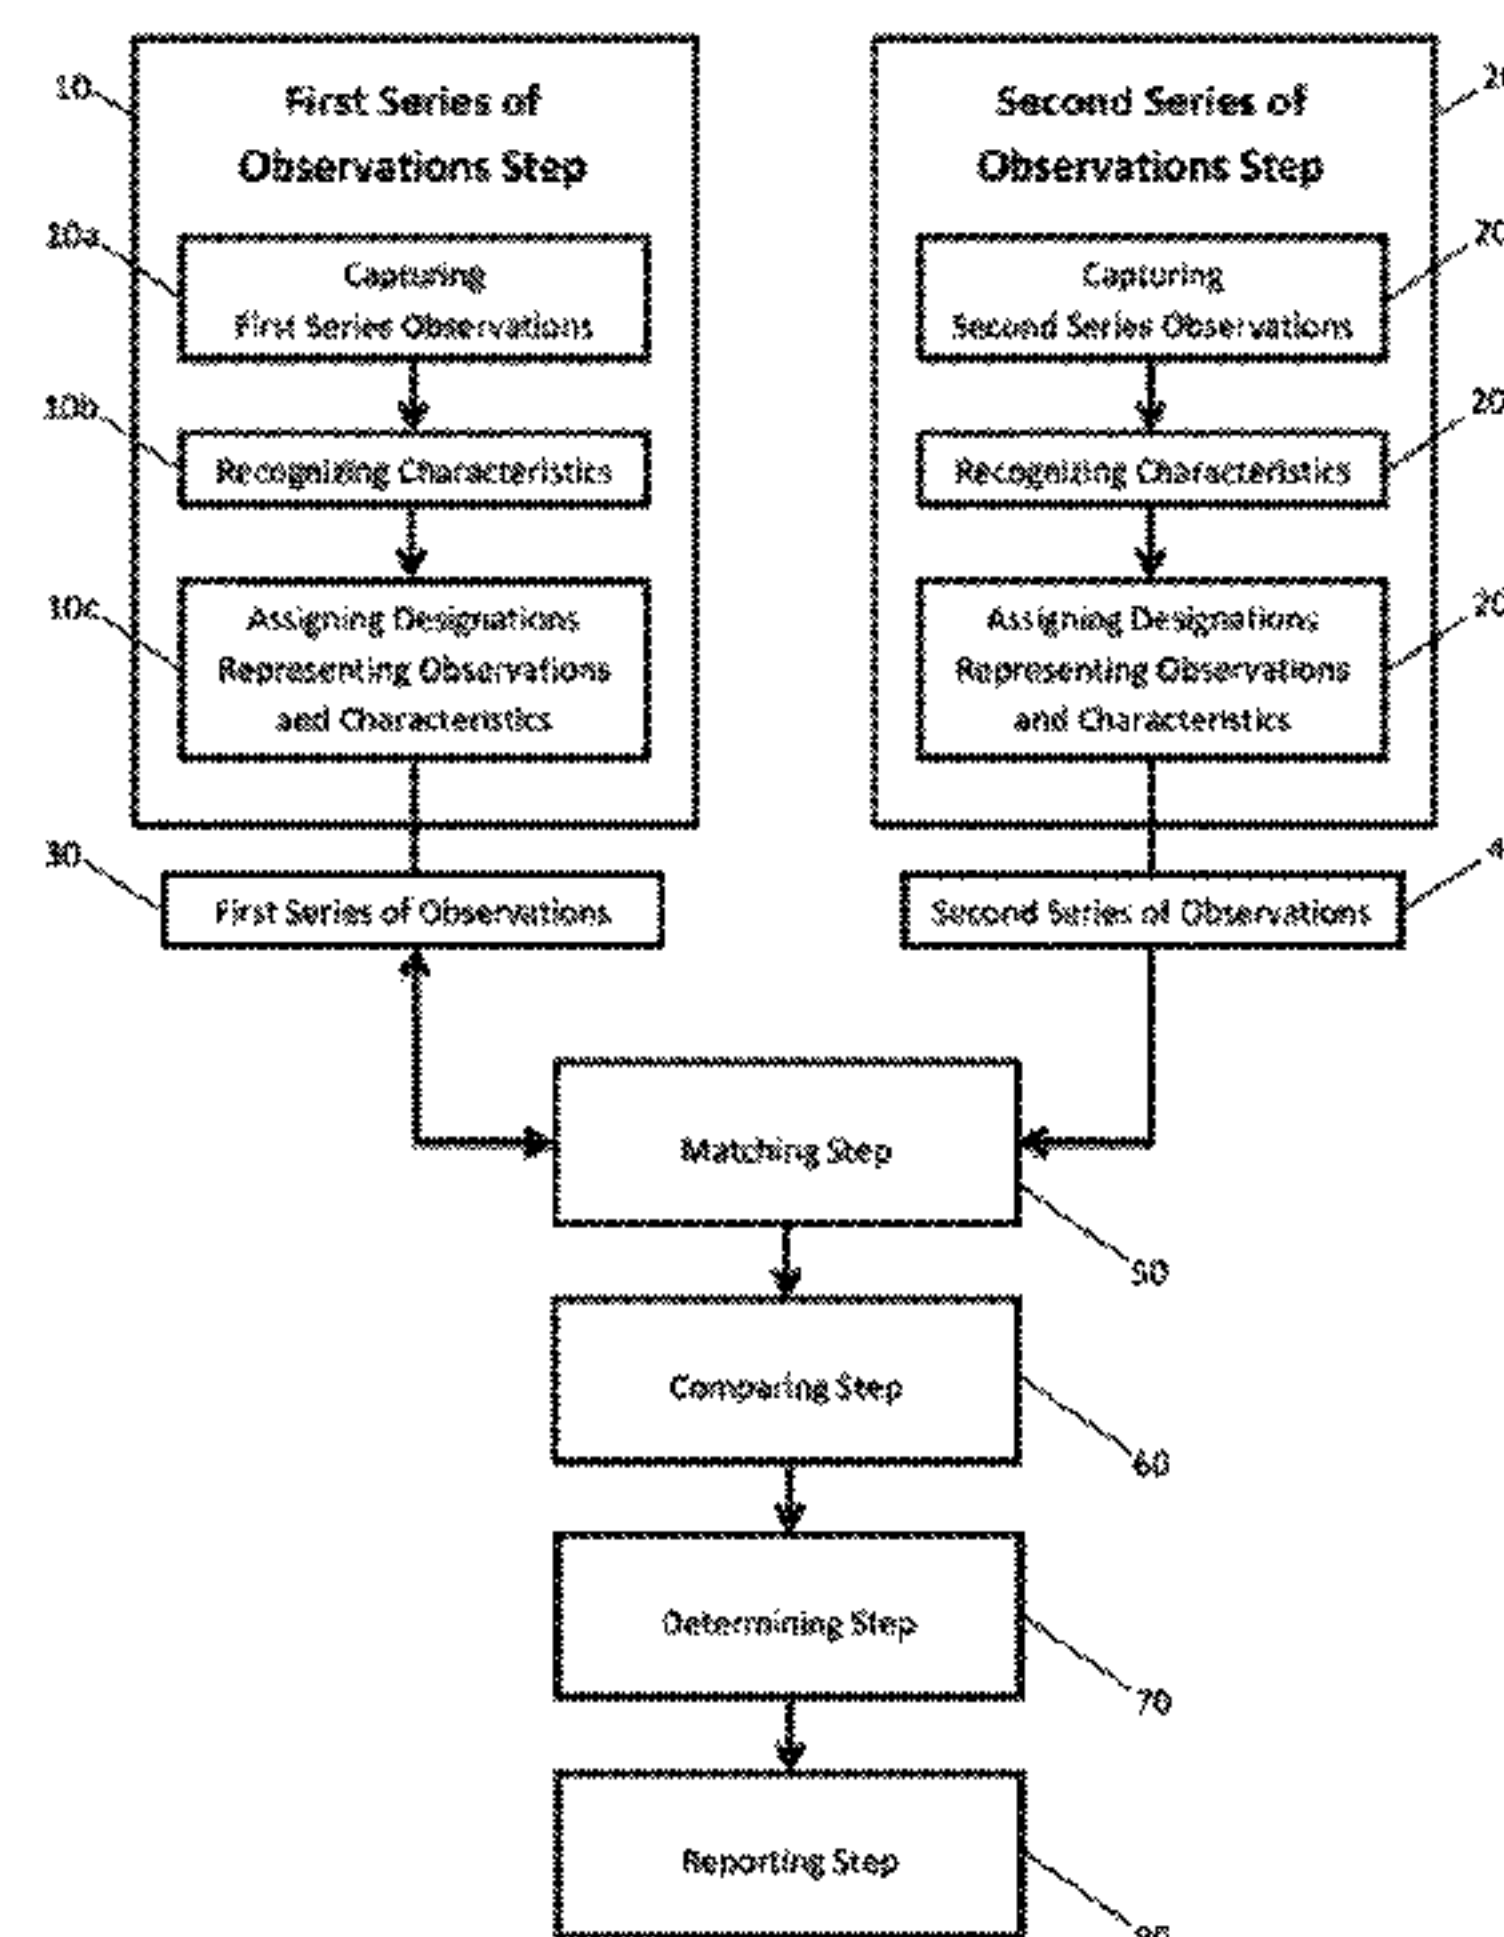 10
First Series of
Observations Step
10a
Capturing
First Series Observations
10b
Recognizing Characteristics
10c
Assigning Designations
Representing Observations
and Characteristics
30
First Series of Observations
Second Series of
Observations Step
Capturing
Second Series Observations
Recognizing Characteristics
Assigning Designations
Representing Observations
and Characteristics
Second Series of Observations
Matching Step
50
Comparing Step
60
Determining Step
70
Reporting Step